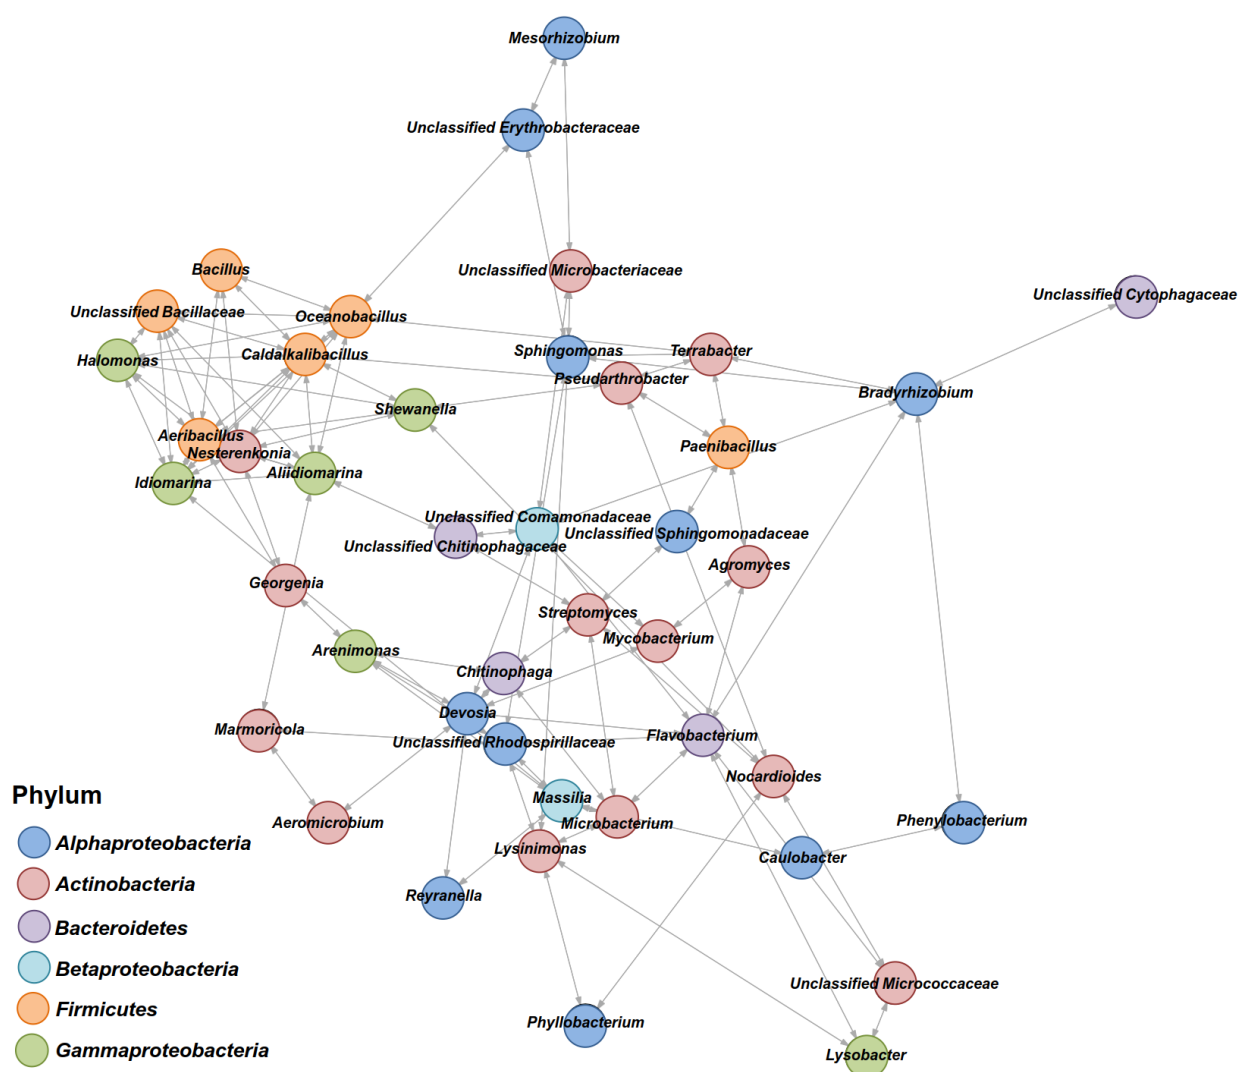 Mesorhizobium
Unclassified Erythrobacteraceae
Bacillus
Unclassified Microbacteriaceae
Unclassified Cytophagaceae
Unclassified Bacillaceae
Oceanobacillus
Halomonas
Caldalkalibacillus
Sphingomonas
Terrabacter
Pseudarthrobacter
Bradyrhizobium
Shewanella
Aeribacillus
Nesterenkonia
Paenibacillus
Idiomarina
Aliidiomarina
Unclassified Comamonadaceae
Unclassified Sphingomonadaceae
Unclassified Chitinophagaceae
Agromyces
Georgenia
Streptomyces
Mycobacterium
Arenimonas
Chitinophaga
Devosia
Marmoricola
Unclassified Rhodospirillaceae
Flavobacterium
Nocardioides
Phylum
Massilia
Aeromicrobium
Microbacterium
Phenylobacterium
Alphaproteobacteria
Lysinimonas
Caulobacter
Actinobacteria
Reyranella
Bacteroidetes
Betaproteobacteria
Unclassified Micrococcaceae
Firmicutes
Phyllobacterium
Gammaproteobacteria
Lysobacter